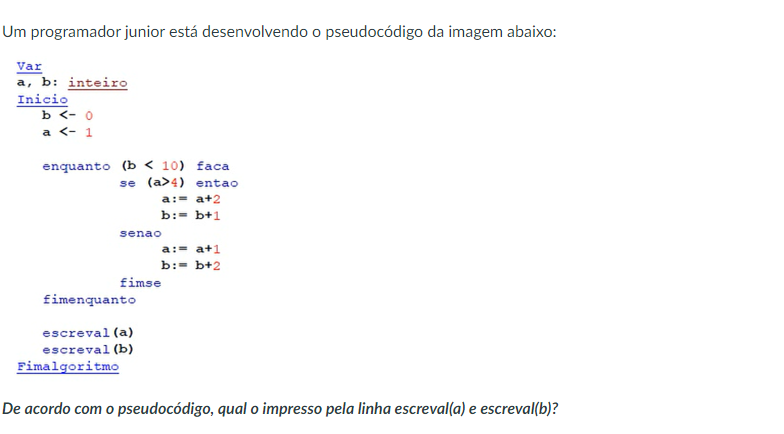 Um programador junior está desenvolvendo o pseudocódigo da imagem abaixo:
Var
a, b: inteiro
Inicio
b <- 0
a <- 1
enquanto (b < 10) faca
se (a>4) entao
a:= a+2
b:= b+1
senao
a:= a+1
b:= b+2
fimse
fimenquanto
escreval(a)
escreval(b)
Fimalgoritmo
De acordo com o pseudocódigo, qual o impresso pela linha escreval(a) e escreval(b)?